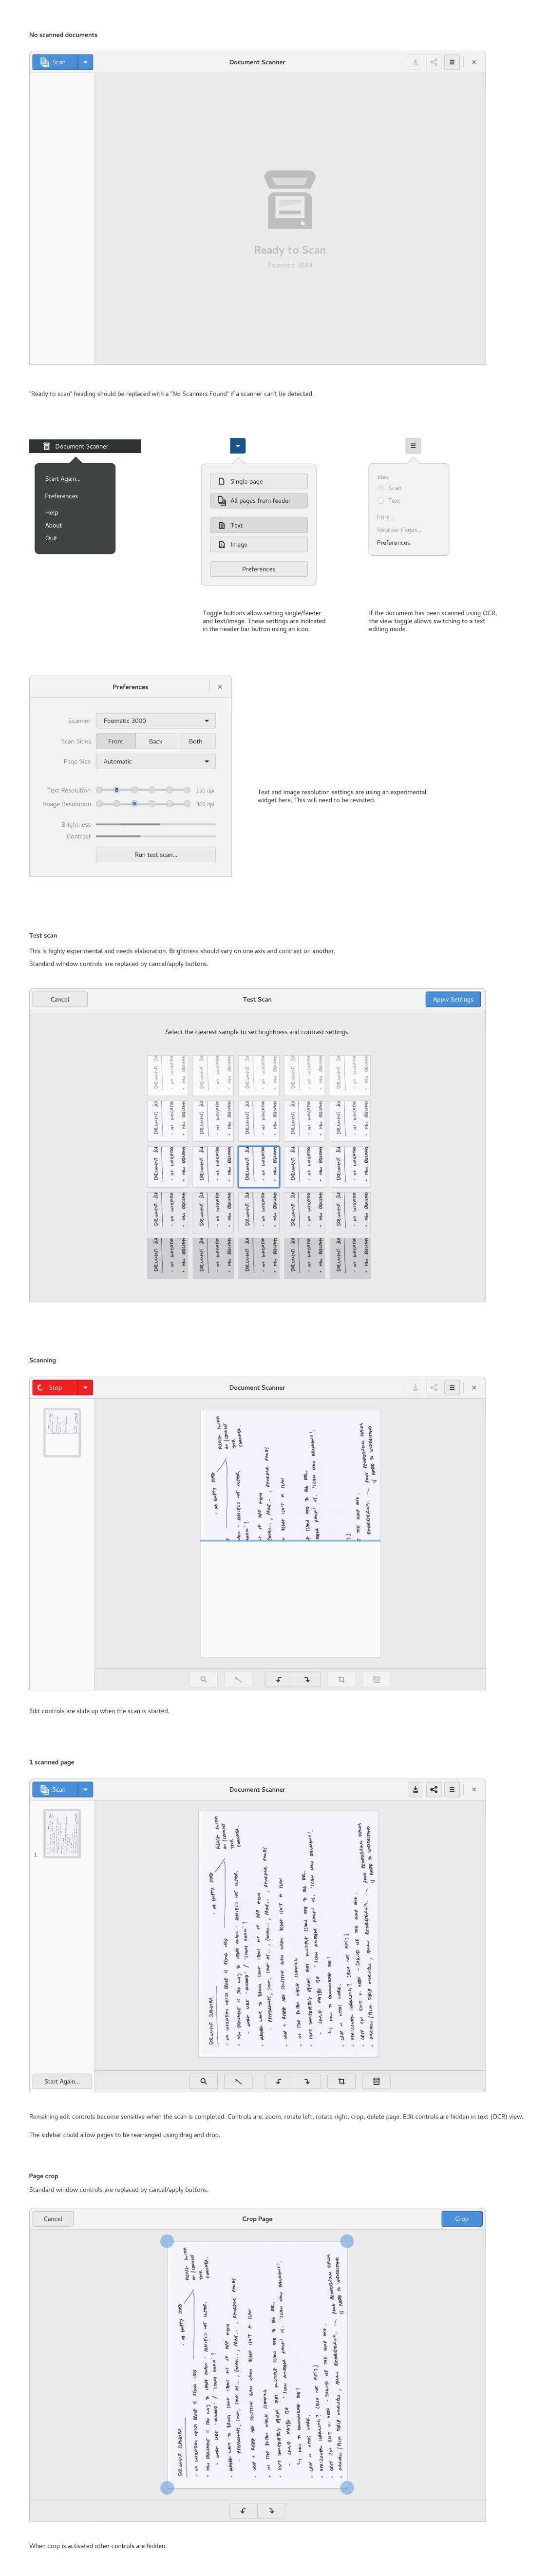 No scanned documents
Scan
Document Scanner
Ready to Scan
Foomatic 3000
"Ready to scan" heading should be replaced with a "No Scanners Found" if a scanner can't be detected.
Document Scanner
Start Again...
Preferences
Help
About
Quit
Single page
All pages from feeder
Text
Image
Preferences
View
Scan
Text
Print...
Reorder Pages...
Preferences
Toggle buttons allow setting single/feeder
and text/image. These settings are indicated
in the header bar button using an icon.
If the document has been scanned using OCR,
the view toggle allows switching to a text
editing mode.
Preferences
Scanner
Foomatic 3000
Scan Sides
Front
Back
Both
Page Size
Automatic
Text Resolution
150 dpi
Image Resolution
300 dpi
Brightness
Contrast
Run test scan...
Text and image resolution settings are using an experimental
widget here. This will need to be revisited.
Test scan
This is highly experimental and needs elaboration. Brightness should vary on one axis and contrast on another.
Standard window controls are replaced by cancel/apply buttons.
Cancel
Test Scan
Apply Settings
Select the clearest sample to set brightness and contrast settings.
Scanning
Stop
Document Scanner
Edit controls are slide up when the scan is started.
1 scanned page
Scan
Document Scanner
1
DOCUMENT SCANNER
Start Again...
Remaining edit controls become sensitive when the scan is completed. Controls are: zoom, rotate left, rotate right, crop, delete page. Edit controls are hidden in text (OCR) view.
The sidebar could allow pages to be rearranged using drag and drop.
Page crop
Standard window controls are replaced by cancel/apply buttons.
Cancel
Crop Page
Crop
DOCUMENT SCANNER
When crop is activated other controls are hidden.